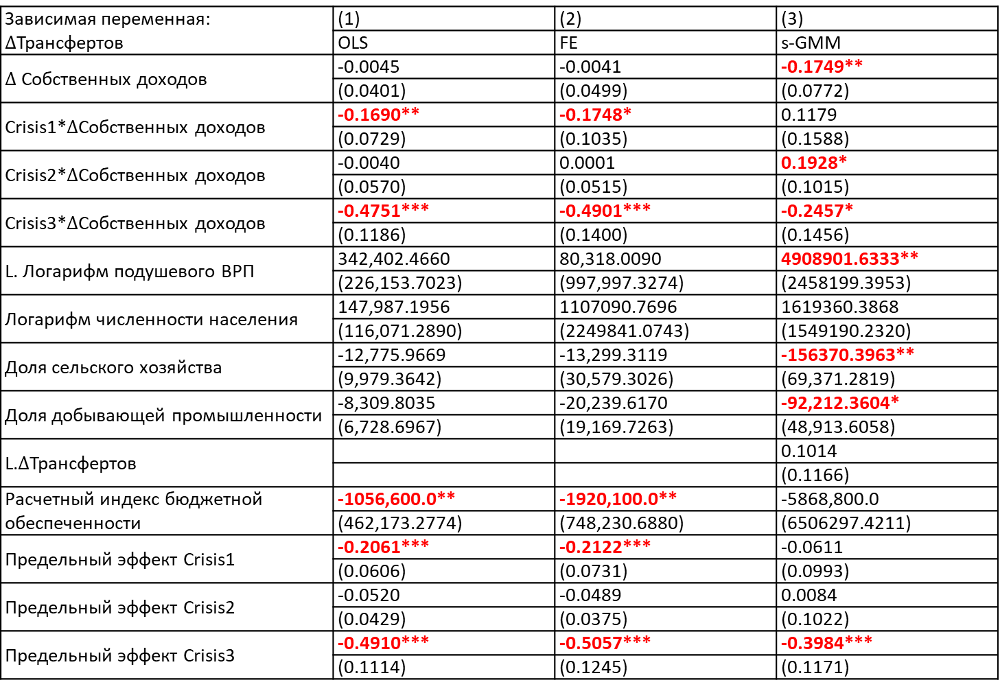 Зависимая переменная: (1) (2) (3)
ΔТрансфертов OLS FE s-GMM
Δ Собственных доходов -0.0045 -0.0041 -0.1749**
(0.0401) (0.0499) (0.0772)
Crisis1*ΔСобственных доходов -0.1690** -0.1748* 0.1179
(0.0729) (0.1035) (0.1588)
Crisis2*ΔСобственных доходов -0.0040 0.0001 0.1928*
(0.0570) (0.0515) (0.1015)
Crisis3*ΔСобственных доходов -0.4751*** -0.4901*** -0.2457*
(0.1186) (0.1400) (0.1456)
L. Логарифм подушевого ВРП 342,402.4660 80,318.0090 4908901.6333**
(226,153.7023) (997,997.3274) (2458199.3953)
Логарифм численности населения 147,987.1956 1107090.7696 1619360.3868
(116,071.2890) (2249841.0743) (1549190.2320)
Доля сельского хозяйства -12,775.9669 -13,299.3119 -156370.3963**
(9,979.3642) (30,579.3026) (69,371.2819)
Доля добывающей промышленности -8,309.8035 -20,239.6170 -92,212.3604*
(6,728.6967) (19,169.7263) (48,913.6058)
L.ΔТрансфертов 0.1014
(0.1166)
Расчетный индекс бюджетной -1056,600.0** -1920,100.0** -5868,800.0
обеспеченности (462,173.2774) (748,230.6880) (6506297.4211)
Предельный эффект Crisis1 -0.2061*** -0.2122*** -0.0611
(0.0606) (0.0731) (0.0993)
Предельный эффект Crisis2 -0.0520 -0.0489 0.0084
(0.0429) (0.0375) (0.1022)
Предельный эффект Crisis3 -0.4910*** -0.5057*** -0.3984***
(0.1114) (0.1245) (0.1171)